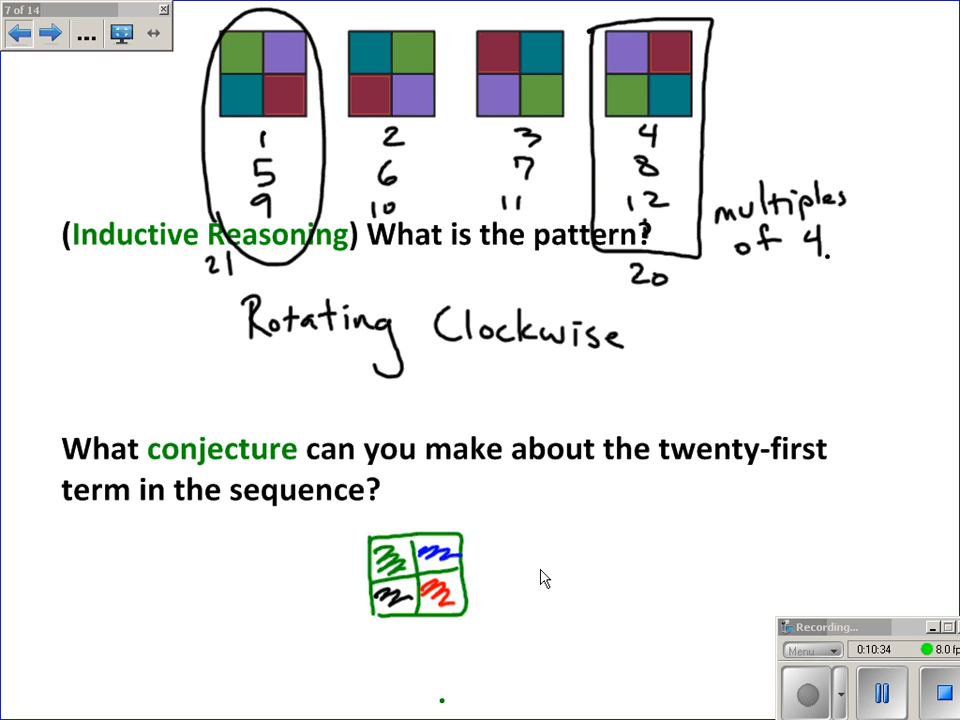 7 of 14
1 2 3 4
5 6 7 8
9 10 11 12
multiples
of 4.
(Inductive Reasoning) What is the pattern?
21 20
Rotating Clockwise
What conjecture can you make about the twenty-first
term in the sequence?
Recording...
Menu 0:10:34 8.0 fp